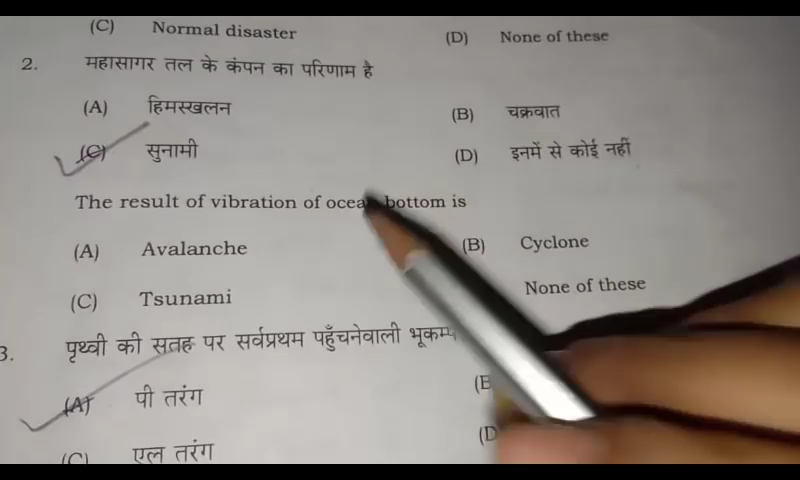 (C) Normal disaster (D) None of these
2. महासागर तल के कंपन का परिणाम है
(A) हिमस्खलन (B) चक्रवात
(C) सुनामी (D) इनमें से कोई नहीं
The result of vibration of ocean bottom is
(A) Avalanche (B) Cyclone
(C) Tsunami None of these
3. पृथ्वी की सतह पर सर्वप्रथम पहुँचनेवाली
(A) पी तरंग
(C) एल तरंग (D